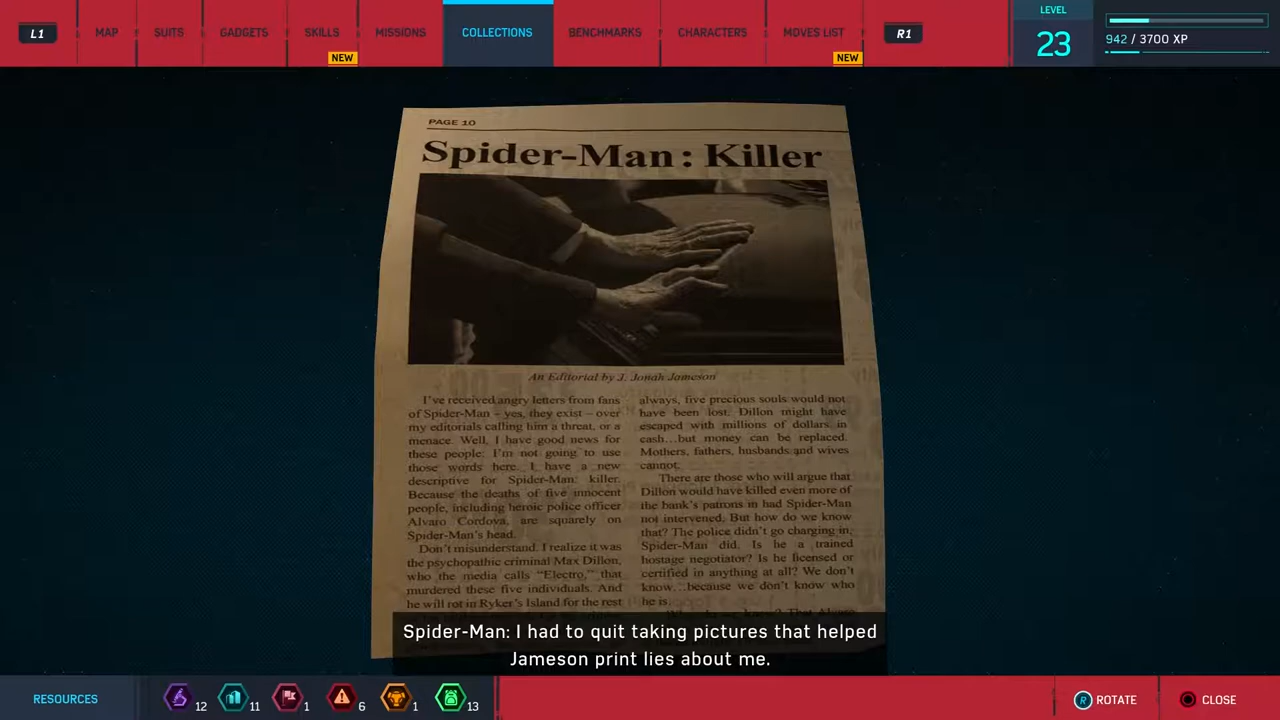 L1
MAP
SUITS
GADGETS
SKILLS
NEW
MISSIONS
COLLECTIONS
BENCHMARKS
CHARACTERS
MOVES LIST
NEW
R1
LEVEL
23
942 / 3700 XP
PAGE 10
Spider-Man: Killer
An Editorial by J. Jonah Jameson
I've received angry letters from fans
of Spider-Man – yes, they exist – over
my editorials calling him a threat, or a
menace. Well, I have good news for
these people: I'm not going to use
those words here. I have a new
descriptive for Spider-Man: killer.
Because the deaths of five innocent
people, including heroic police officer
Alvaro Cordova, are squarely on
Spider-Man's head.
Don't misunderstand. I realize it was
the psychopathic criminal Max Dillon,
who the media calls "Electro," that
murdered these five individuals. And
he will rot in Ryker's Island for the rest
always, five precious souls would not
have been lost. Dillon might have
escaped with millions of dollars in
cash...but money can be replaced.
Mothers, fathers, husbands and wives
cannot.
There are those who will argue that
Dillon would have killed even more of
the bank's patrons in had Spider-Man
not intervened. But how do we know
that? The police didn't go charging in,
Spider-Man did. Is he a trained
hostage negotiator? Is he licensed or
certified in anything at all? We don't
know...because we don't know who
he is.
Spider-Man: I had to quit taking pictures that helped
Jameson print lies about me.
RESOURCES
12
11
1
6
1
13
R ROTATE
CLOSE